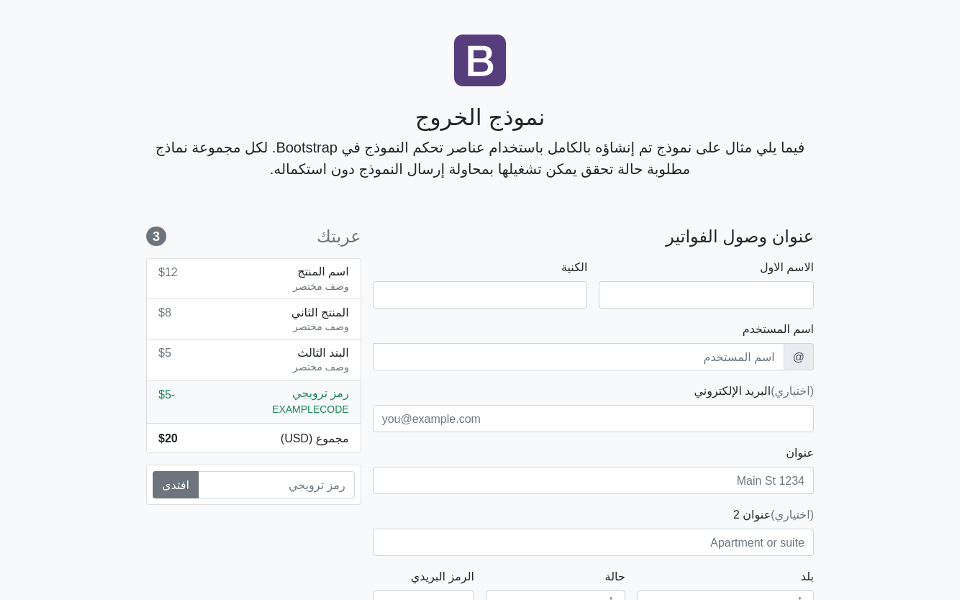 B
نموذج الخروج
فيما يلي مثال على نموذج تم إنشاؤه بالكامل باستخدام عناصر تحكم النموذج في Bootstrap. لكل مجموعة نماذج
مطلوبة حالة تحقق يمكن تشغيلها بمحاولة إرسال النموذج دون استكماله.
عنوان وصول الفواتير
الاسم الاول
الكنية
اسم المستخدم
@
اسم المستخدم
(اختياري)البريد الإلكتروني
you@example.com
عنوان
1234 Main St
(اختياري)عنوان 2
Apartment or suite
بلد
حالة
الرمز البريدي
عربتك
3
اسم المنتج
$12
وصف مختصر
المنتج الثاني
$8
وصف مختصر
البند الثالث
$5
وصف مختصر
رمز ترويجي
-$5
EXAMPLECODE
مجموع (USD)
$20
رمز ترويجي
افتدى